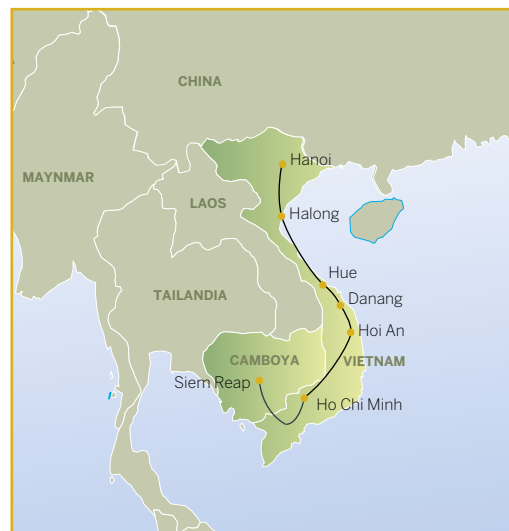 CHINA
Hanoi
MAYNMAR
LAOS
Halong
Hue
TAILANDIA
Danang
Hoi An
CAMBOYA
VIETNAM
Siem Reap
Ho Chi Minh